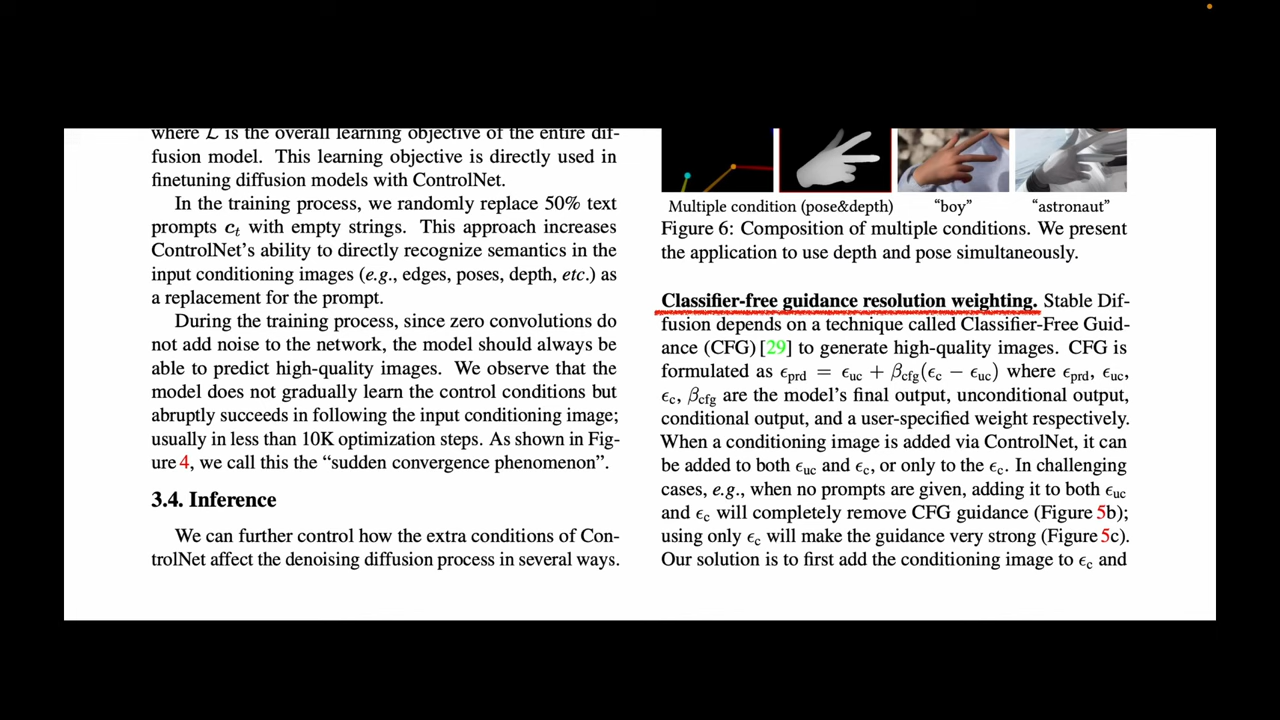 where ℒ is the overall learning objective of the entire dif-
fusion model. This learning objective is directly used in
finetuning diffusion models with ControlNet.
In the training process, we randomly replace 50% text
prompts cₜ with empty strings. This approach increases
ControlNet's ability to directly recognize semantics in the
input conditioning images (e.g., edges, poses, depth, etc.) as
a replacement for the prompt.
During the training process, since zero convolutions do
not add noise to the network, the model should always be
able to predict high-quality images. We observe that the
model does not gradually learn the control conditions but
abruptly succeeds in following the input conditioning image;
usually in less than 10K optimization steps. As shown in Fig-
ure 4, we call this the “sudden convergence phenomenon”.
3.4. Inference
We can further control how the extra conditions of Con-
trolNet affect the denoising diffusion process in several ways.
Multiple condition (pose&depth)
“boy”
“astronaut”
Figure 6: Composition of multiple conditions. We present
the application to use depth and pose simultaneously.
Classifier-free guidance resolution weighting. Stable Dif-
fusion depends on a technique called Classifier-Free Guid-
ance (CFG) [29] to generate high-quality images. CFG is
formulated as ϵ_prd = ϵ_uc + β_cfg(ϵ_c − ϵ_uc) where ϵ_prd, ϵ_uc,
ϵ_c, β_cfg are the model's final output, unconditional output,
conditional output, and a user-specified weight respectively.
When a conditioning image is added via ControlNet, it can
be added to both ϵ_uc and ϵ_c, or only to the ϵ_c. In challenging
cases, e.g., when no prompts are given, adding it to both ϵ_uc
and ϵ_c will completely remove CFG guidance (Figure 5b);
using only ϵ_c will make the guidance very strong (Figure 5c).
Our solution is to first add the conditioning image to ϵ_c and